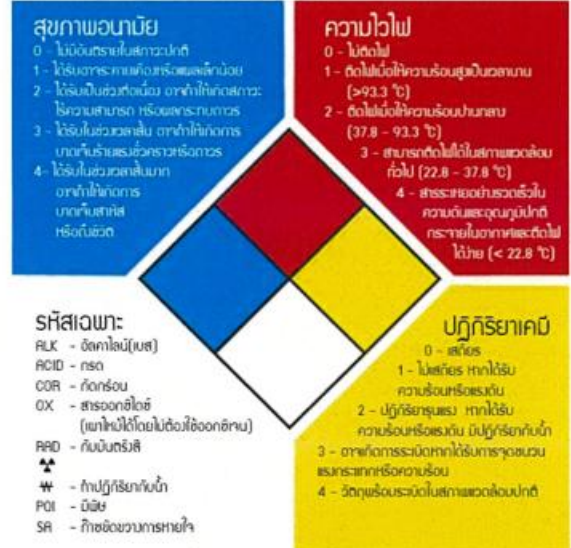 สุขภาพอนามัย
0 - ไม่มีอันตรายในสภาวะปกติ
1 - ได้รับอาจระคายเคืองหรือแผลเล็กน้อย
2 - ได้รับเป็นช่วงต่อเนื่อง อาจทำให้เกิดสภาวะ
ไร้ความสามารถ หรือผลกระทบถาวร
3 - ได้รับในช่วงเวลาสั้น อาจทำให้เกิดการ
บาดเจ็บร้ายแรงชั่วคราวหรือถาวร
4- ได้รับในช่วงเวลาสั้นมาก
อาจทำให้เกิดการ
บาดเจ็บสาหัส
หรือถึงชีวิต
ความไวไฟ
0 - ไม่ติดไฟ
1 - ติดไฟเมื่อให้ความร้อนสูงเป็นเวลานาน
(>93.3 °c)
2 - ติดไฟเมื่อให้ความร้อนปานกลาง
(37.8 - 93.3 °c)
3 - สามารถติดไฟได้ในสภาพแวดล้อม
ทั่วไป (22.8 - 37.8 °c)
4 - สารระเหยอย่างรวดเร็วใน
ความดันและอุณภูมิปกติ
กระจายในอากาศและติดไฟ
ได้ง่าย (< 22.8 °c)
รหัสเฉพาะ
ALK - อัลคาไลน์(เบส)
ACID - กรด
COR - กัดกร่อน
OX - สารออกซิไดซ์
(เผาไหม้ได้โดยไม่ต้องใช้ออกซิเจน)
RAD - กัมมันตรังสี
W - ทำปฏิกิริยากับน้ำ
POI - มีพิษ
SA - ก๊าซขัดขวางการหายใจ
ปฏิกิริยาเคมี
0 - เสถียร
1 - ไม่เสถียร หากได้รับ
ความร้อนหรือแรงดัน
2 - ปฏิกิริยารุนแรง หากได้รับ
ความร้อนหรือแรงดัน มีปฏิกิริยากับน้ำ
3 - อาจเกิดการระเบิดหากได้รับการจุดชนวน
แรงกระแทกหรือความร้อน
4 - วัตถุพร้อมระเบิดในสภาพแวดล้อมปกติ